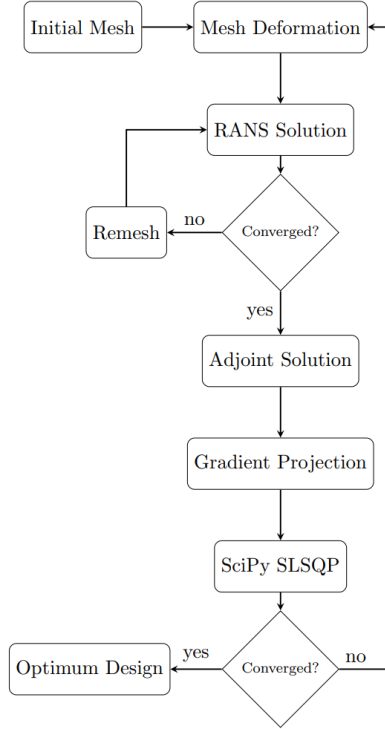 Initial Mesh
Mesh Deformation
RANS Solution
no
Remesh
Converged?
yes
Adjoint Solution
Gradient Projection
SciPy SLSQP
yes
no
Optimum Design
Converged?